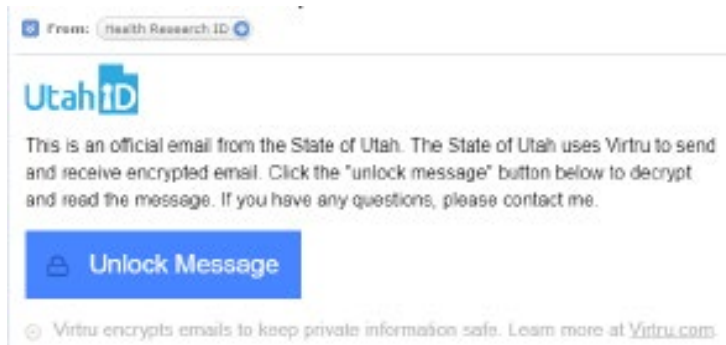 From: Health Research ID
Utah ID
This is an official email from the State of Utah. The State of Utah uses Virtru to send
and receive encrypted email. Click the "unlock message" button below to decrypt
and read the message. If you have any questions, please contact me.
Unlock Message
Virtru encrypts emails to keep private information safe. Learn more at Virtru.com.